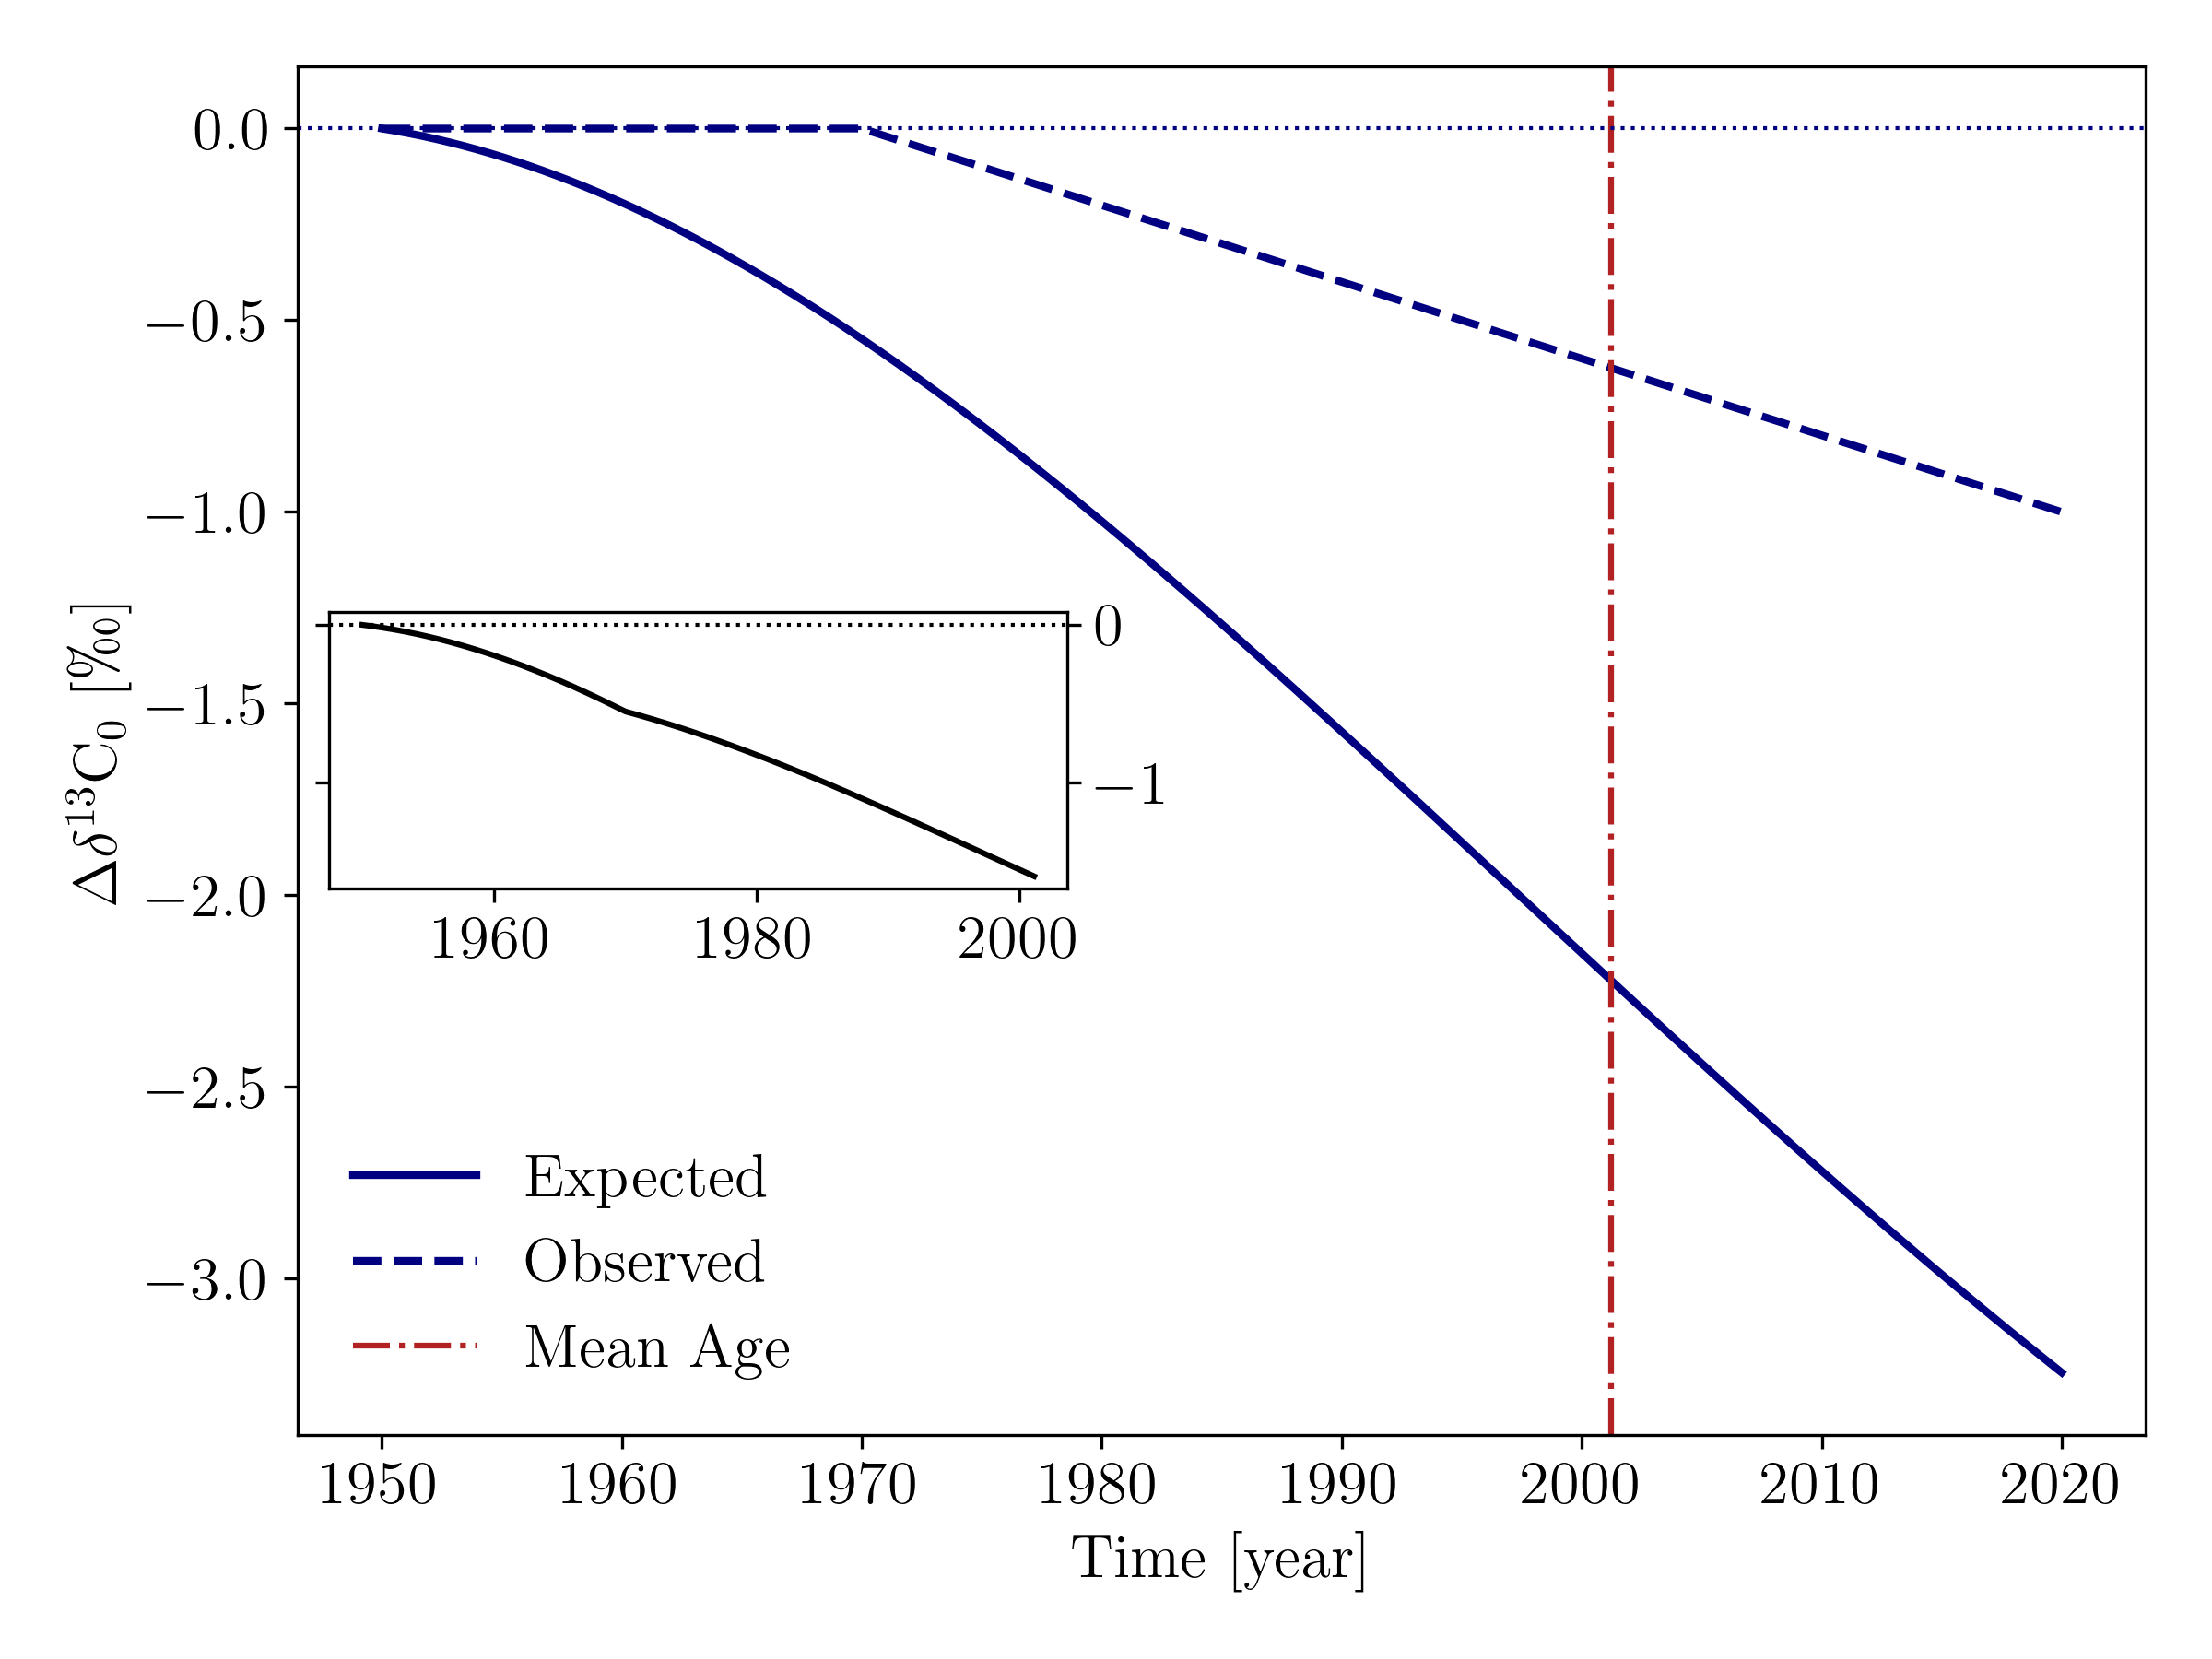 0.0
−0.5
−1.0
−1.5
−2.0
−2.5
−3.0
Δδ¹³C₀ [‰]
0
−1
1960 1980 2000
Expected
Observed
Mean Age
1950 1960 1970 1980 1990 2000 2010 2020
Time [year]